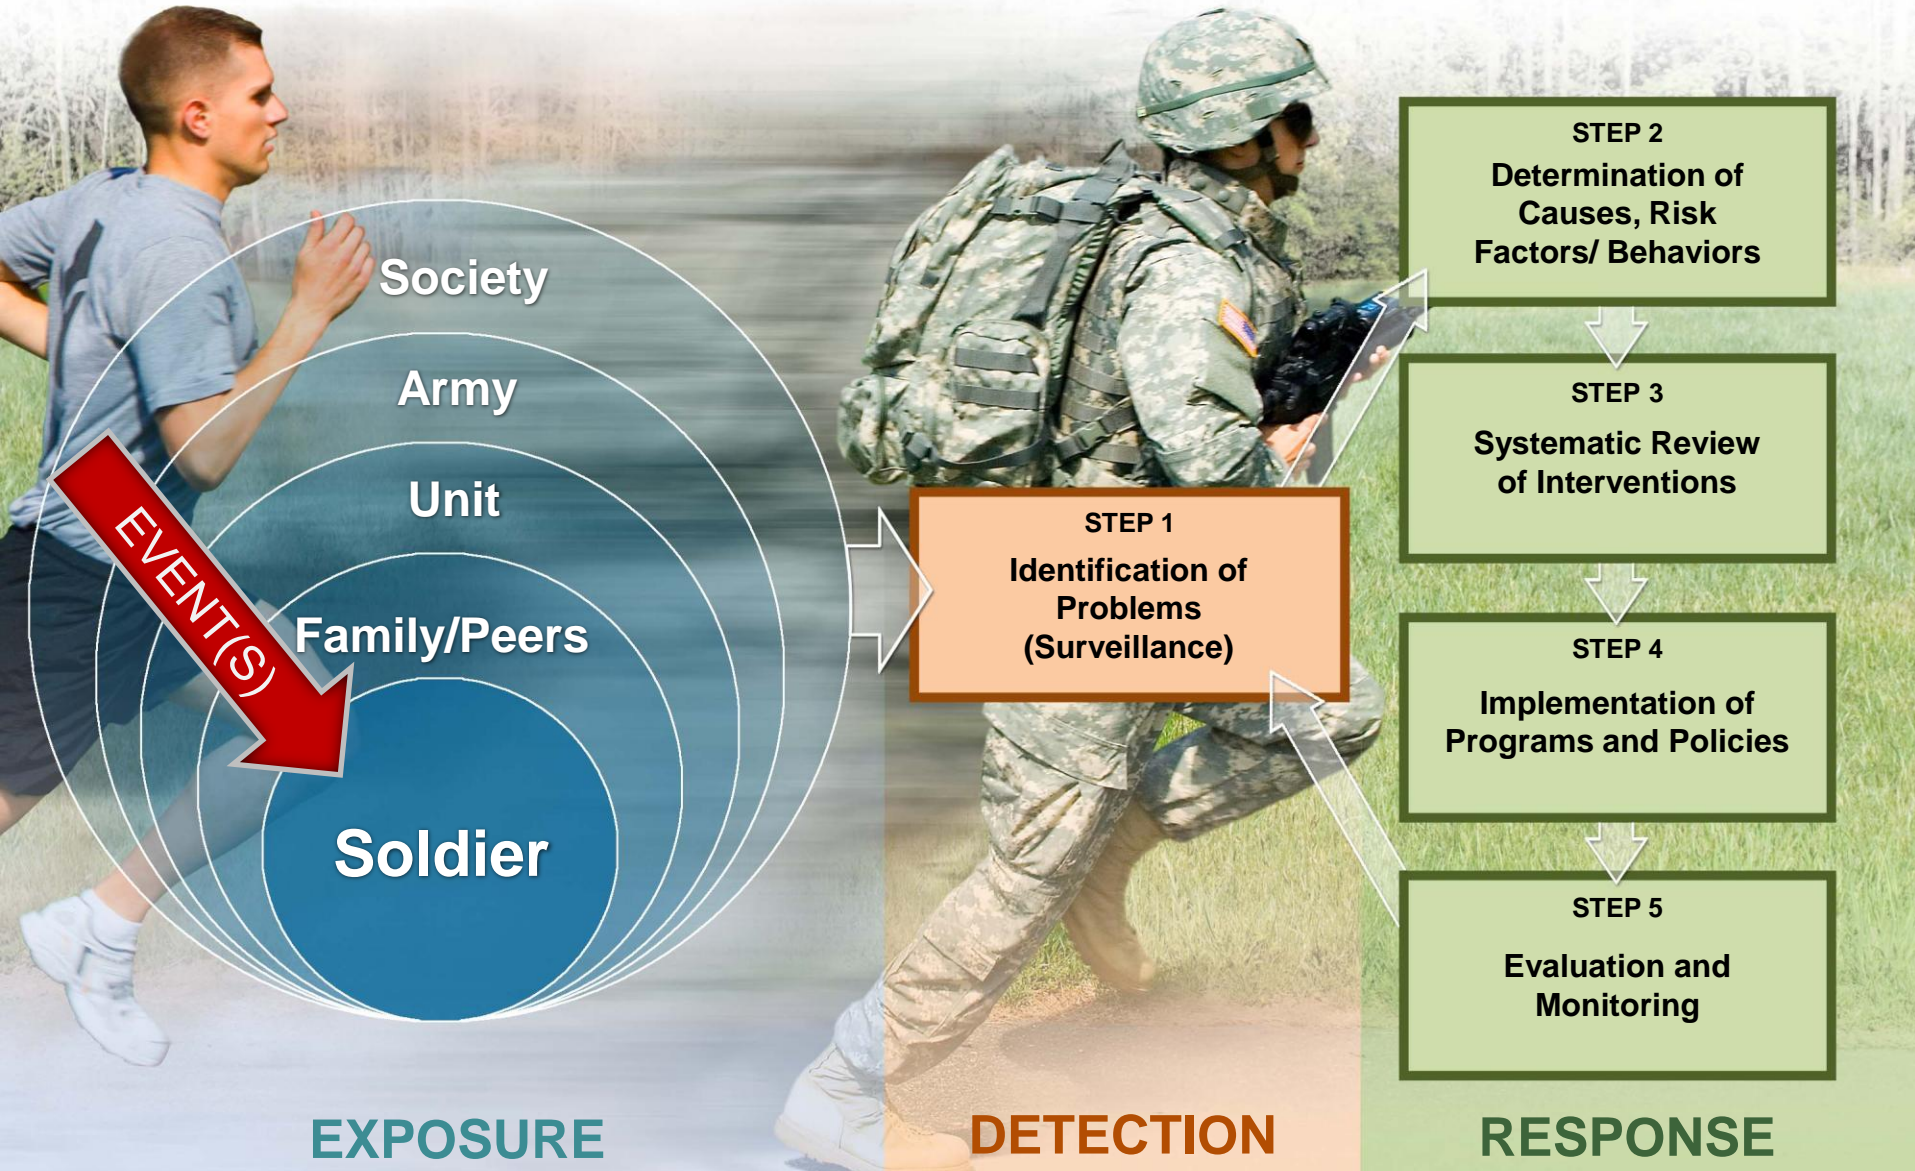 Society
Army
Unit
Family/Peers
Soldier
EVENT(S)
EXPOSURE
STEP 1
Identification of
Problems
(Surveillance)
DETECTION
STEP 2
Determination of
Causes, Risk
Factors/ Behaviors
STEP 3
Systematic Review
of Interventions
STEP 4
Implementation of
Programs and Policies
STEP 5
Evaluation and
Monitoring
RESPONSE